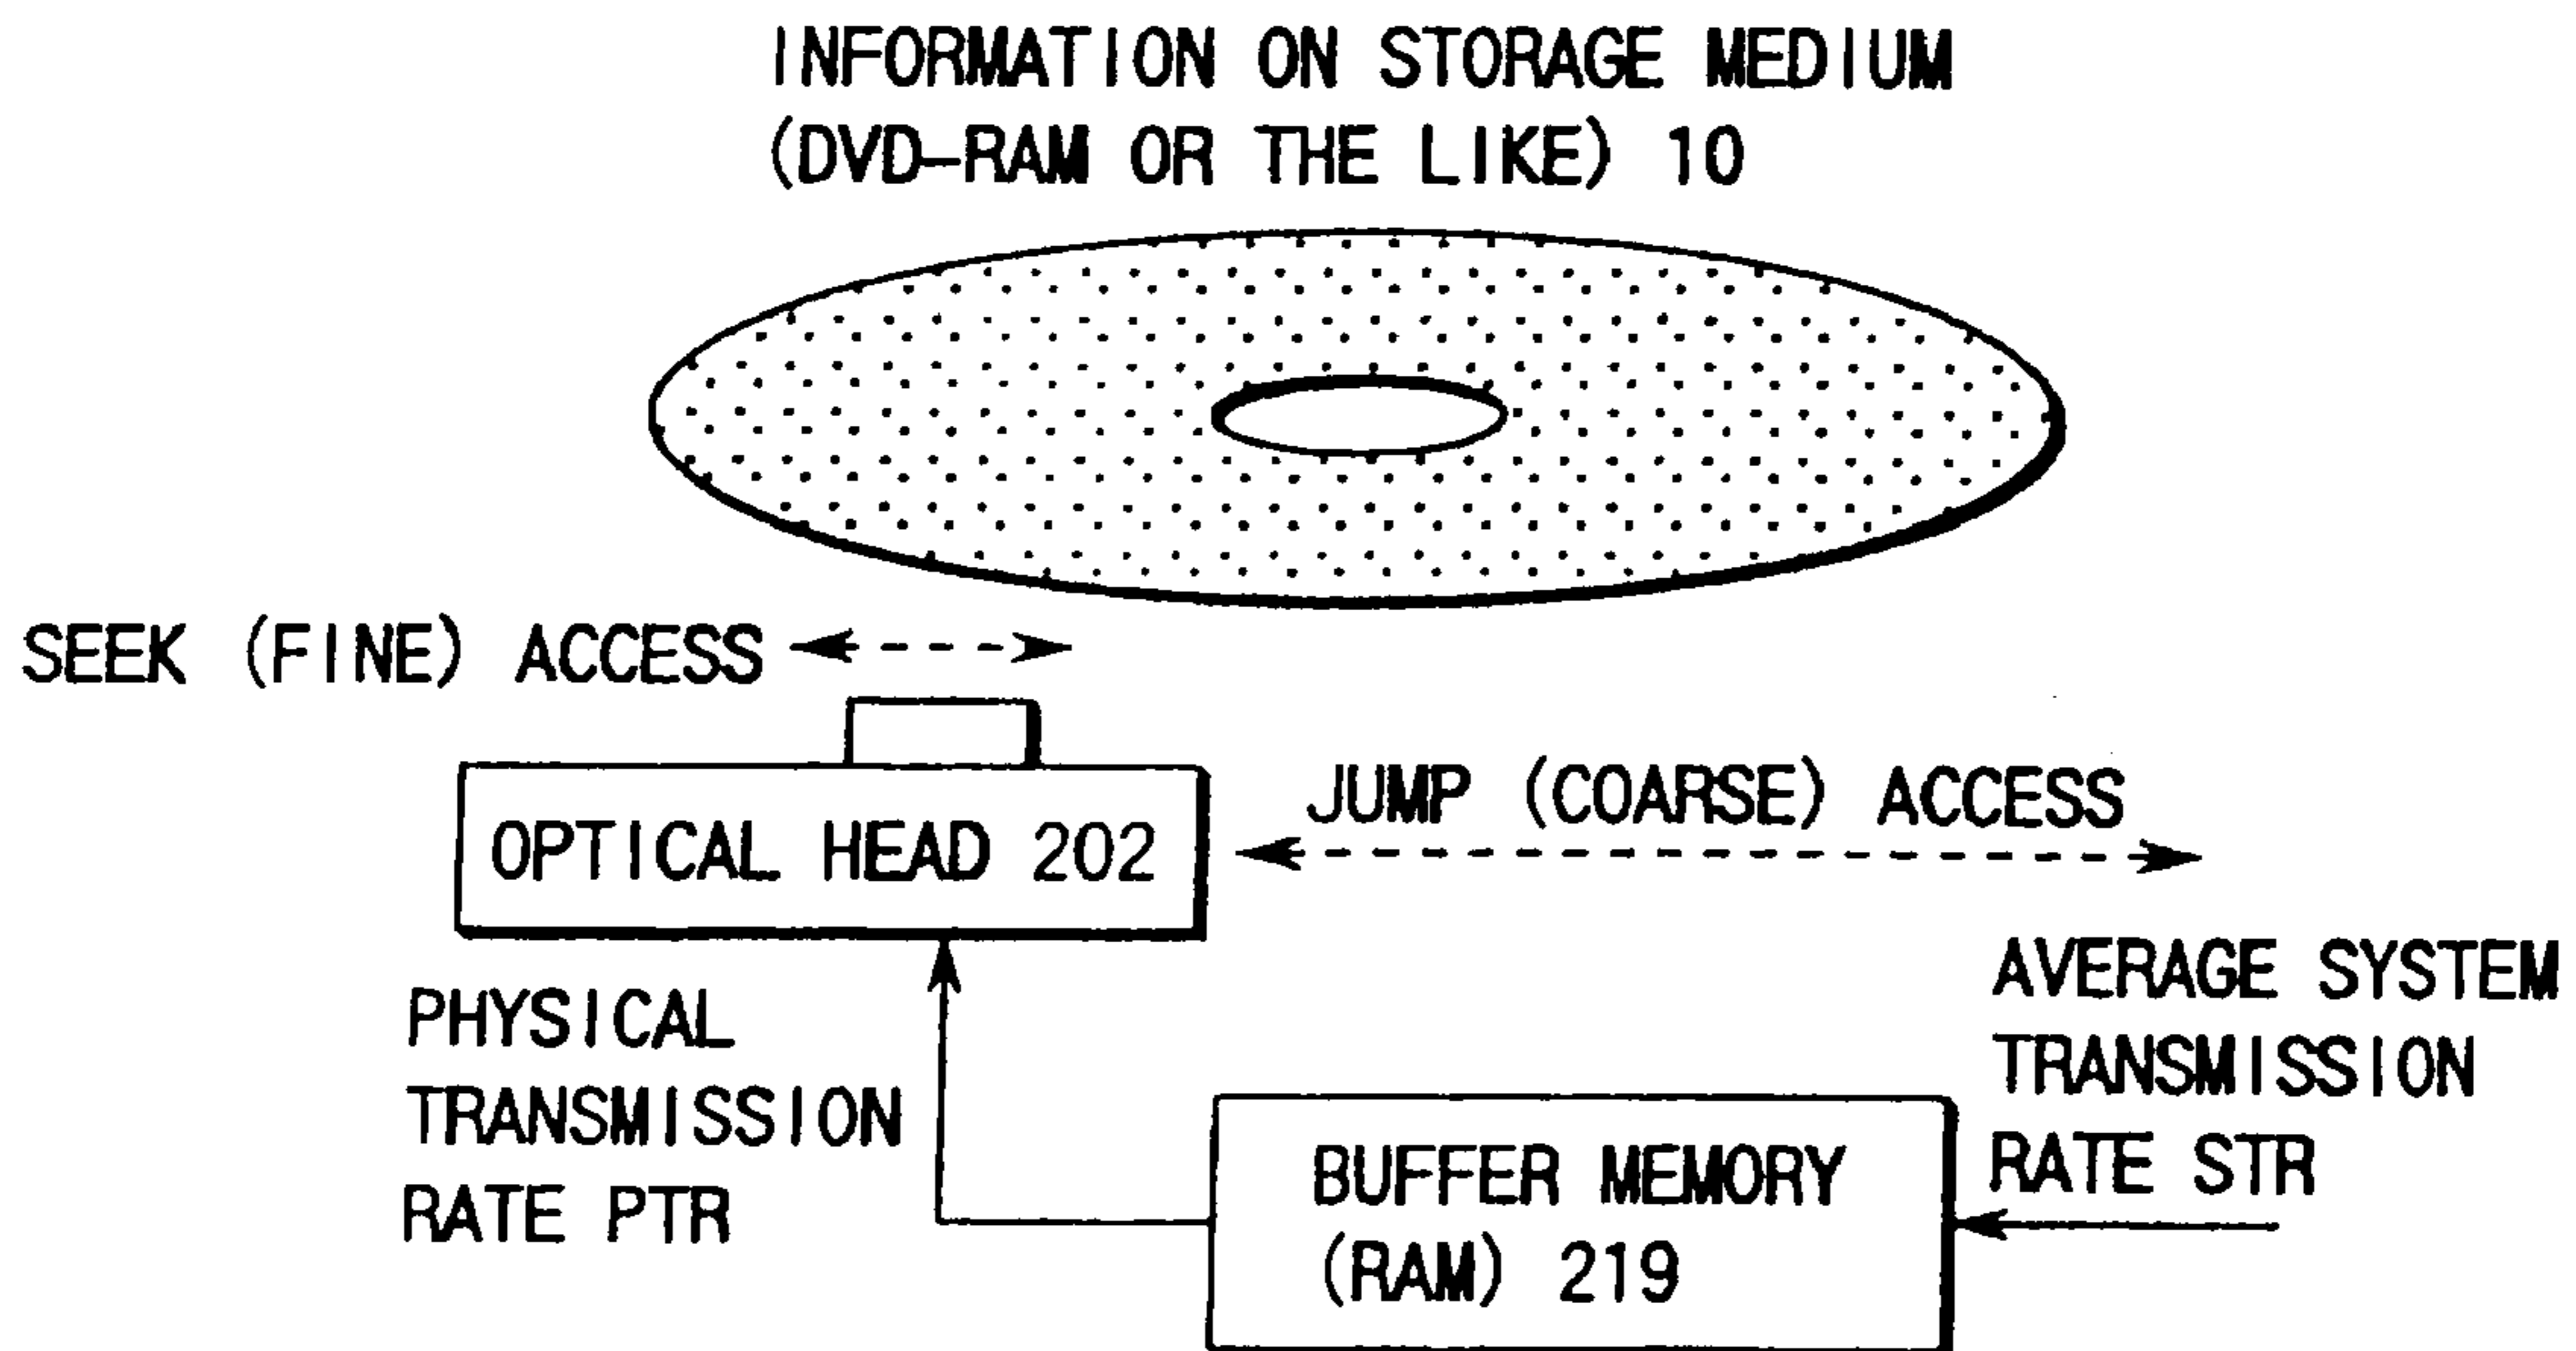 INFORMATION ON STORAGE MEDIUM
(DVD-RAM OR THE LIKE) 10
SEEK (FINE) ACCESS
JUMP (COARSE) ACCESS
OPTICAL HEAD 202
PHYSICAL
TRANSMISSION
RATE PTR
AVERAGE SYSTEM
TRANSMISSION
RATE STR
BUFFER MEMORY
(RAM) 219